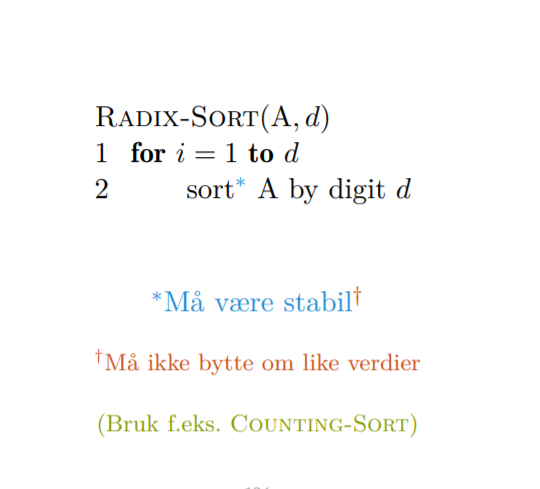 RADIX-SORT(A, d)
1 for i = 1 to d
2 sort* A by digit d
*Må være stabil†
†Må ikke bytte om like verdier
(Bruk f.eks. COUNTING-SORT)